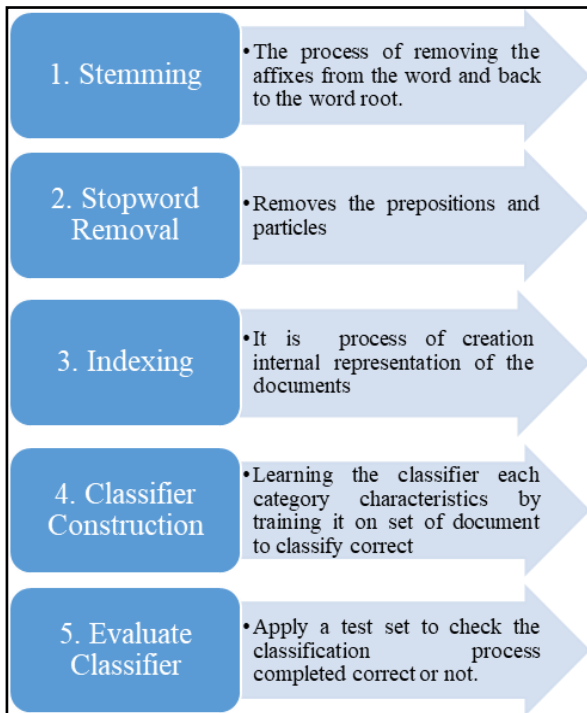 1. Stemming
•The process of removing the
affixes from the word and back
to the word root.
2. Stopword
Removal
•Removes the prepositions and
particles
3. Indexing
•It is process of creation
internal representation of the
documents
4. Classifier
Construction
•Learning the classifier each
category characteristics by
training it on set of document
to classify correct
5. Evaluate
Classifier
•Apply a test set to check the
classification process
completed correct or not.